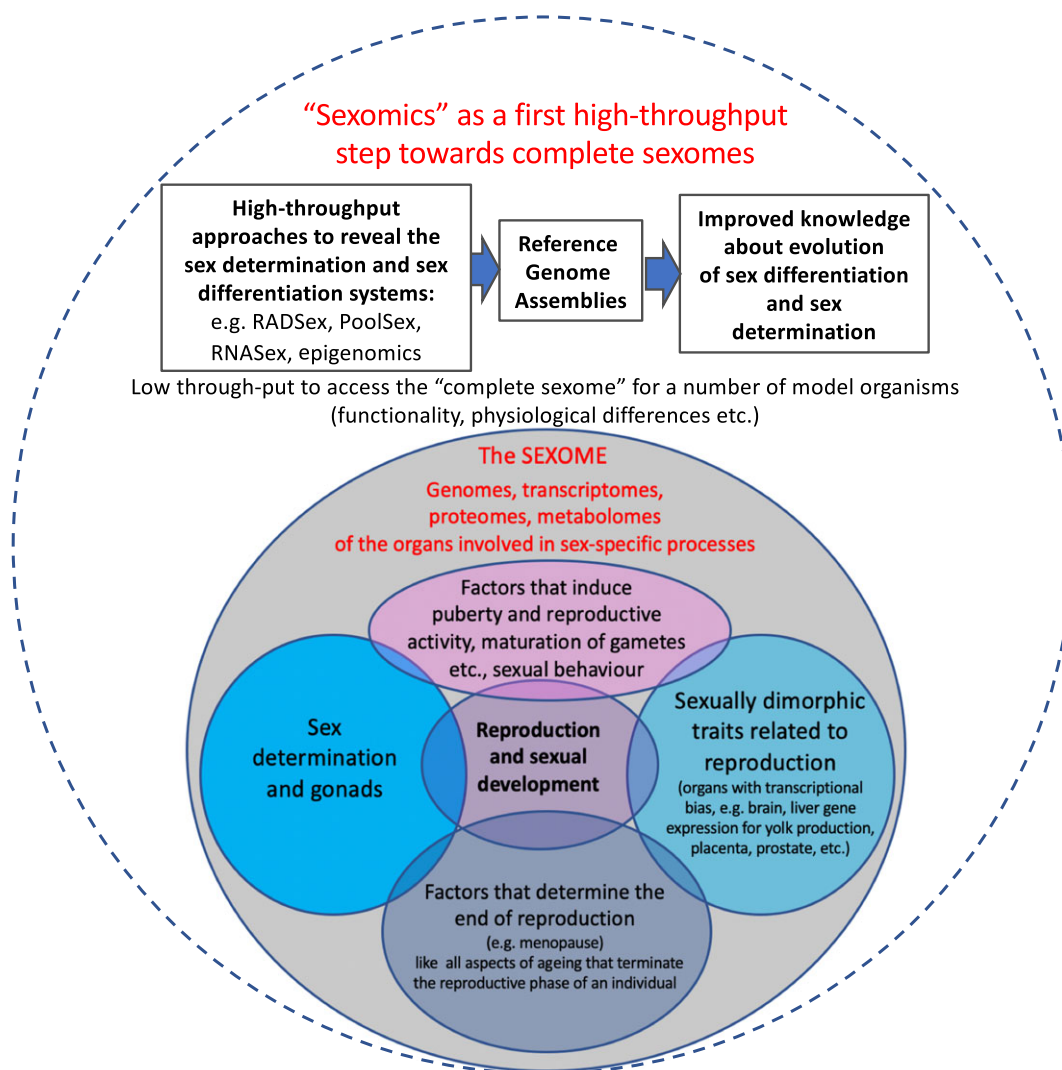 “Sexomics” as a first high-throughput
step towards complete sexomes
High-throughput
approaches to reveal the
sex determination and sex
differentiation systems:
e.g. RADSex, PoolSex,
RNASex, epigenomics
Reference
Genome
Assemblies
Improved knowledge
about evolution
of sex differentiation
and sex
determination
Low through-put to access the “complete sexome” for a number of model organisms
(functionality, physiological differences etc.)
The SEXOME
Genomes, transcriptomes,
proteomes, metabolomes
of the organs involved in sex-specific processes
Factors that induce
puberty and reproductive
activity, maturation of gametes
etc., sexual behaviour
Sex
determination
and gonads
Reproduction
and sexual
development
Sexually dimorphic
traits related to
reproduction
(organs with transcriptional
bias, e.g. brain, liver gene
expression for yolk production,
placenta, prostate, etc.)
Factors that determine the
end of reproduction
(e.g. menopause)
like all aspects of ageing that terminate
the reproductive phase of an individual